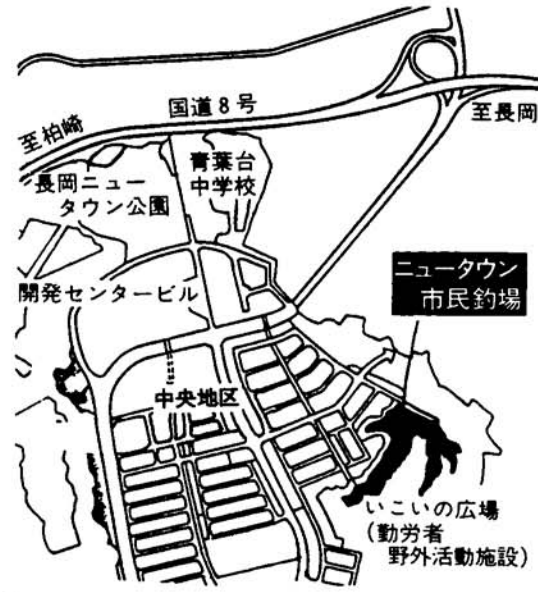 国道8号
至長岡
至柏崎
青葉台
中学校
長岡ニュー
タウン公園
ニュータウン
市民釣場
開発センタービル
中央地区
いこいの広場
(勤労者
野外活動施設)